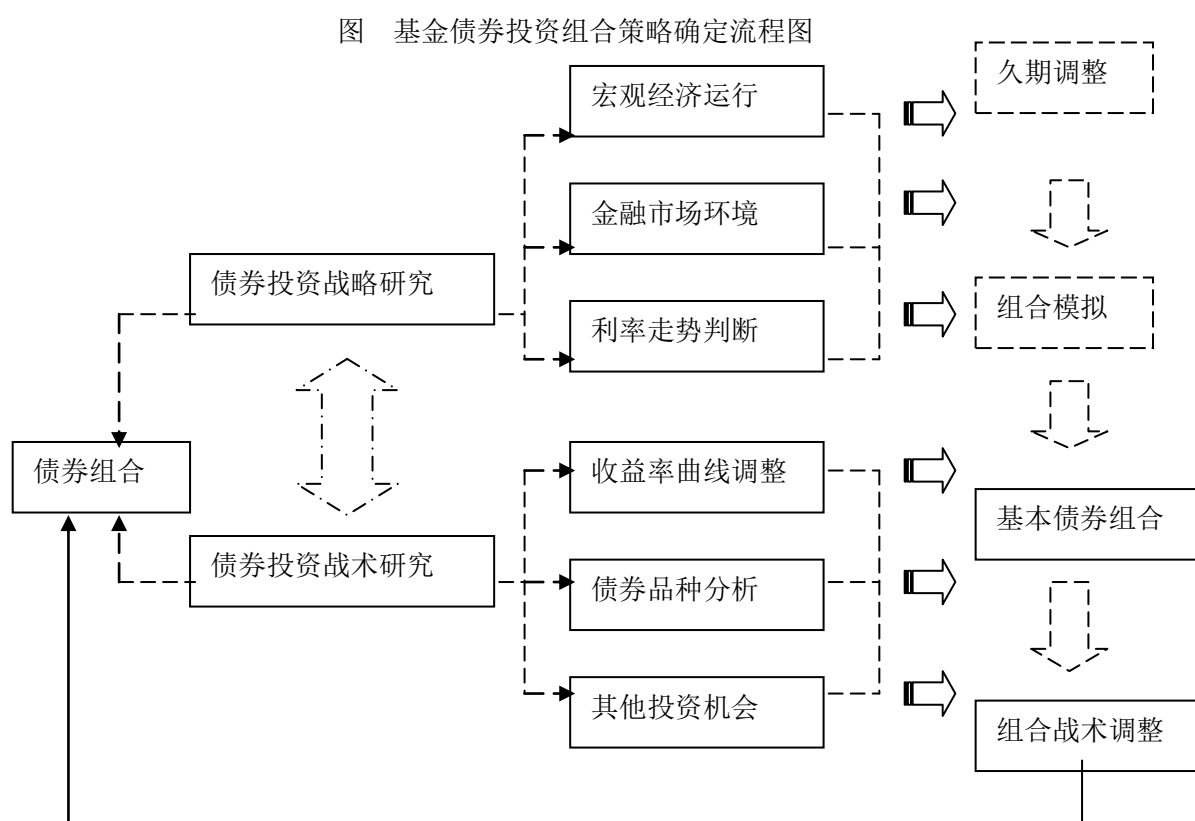 图 基金债券投资组合策略确定流程图
宏观经济运行
久期调整
金融市场环境
债券投资战略研究
利率走势判断
组合模拟
债券组合
收益率曲线调整
基本债券组合
债券投资战术研究
债券品种分析
其他投资机会
组合战术调整